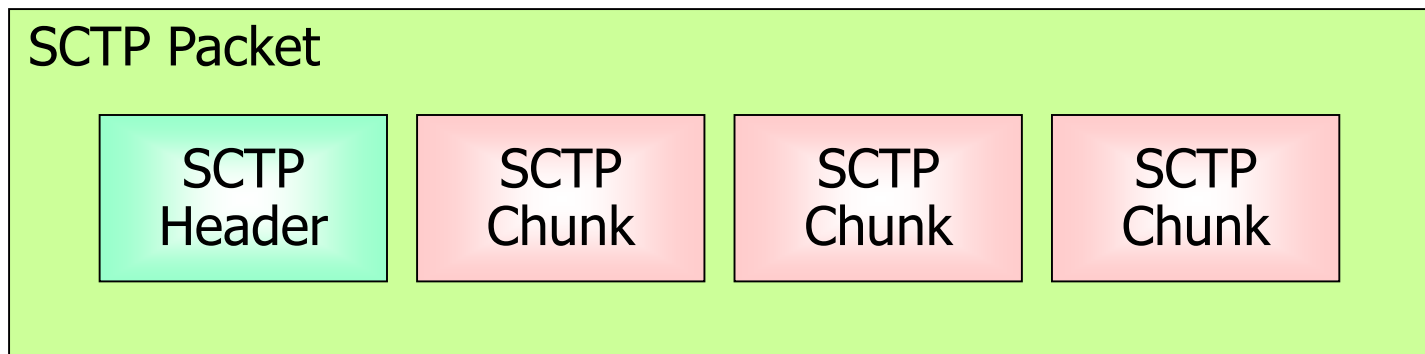 SCTP Packet
SCTP
Header
SCTP
Chunk
SCTP
Chunk
SCTP
Chunk